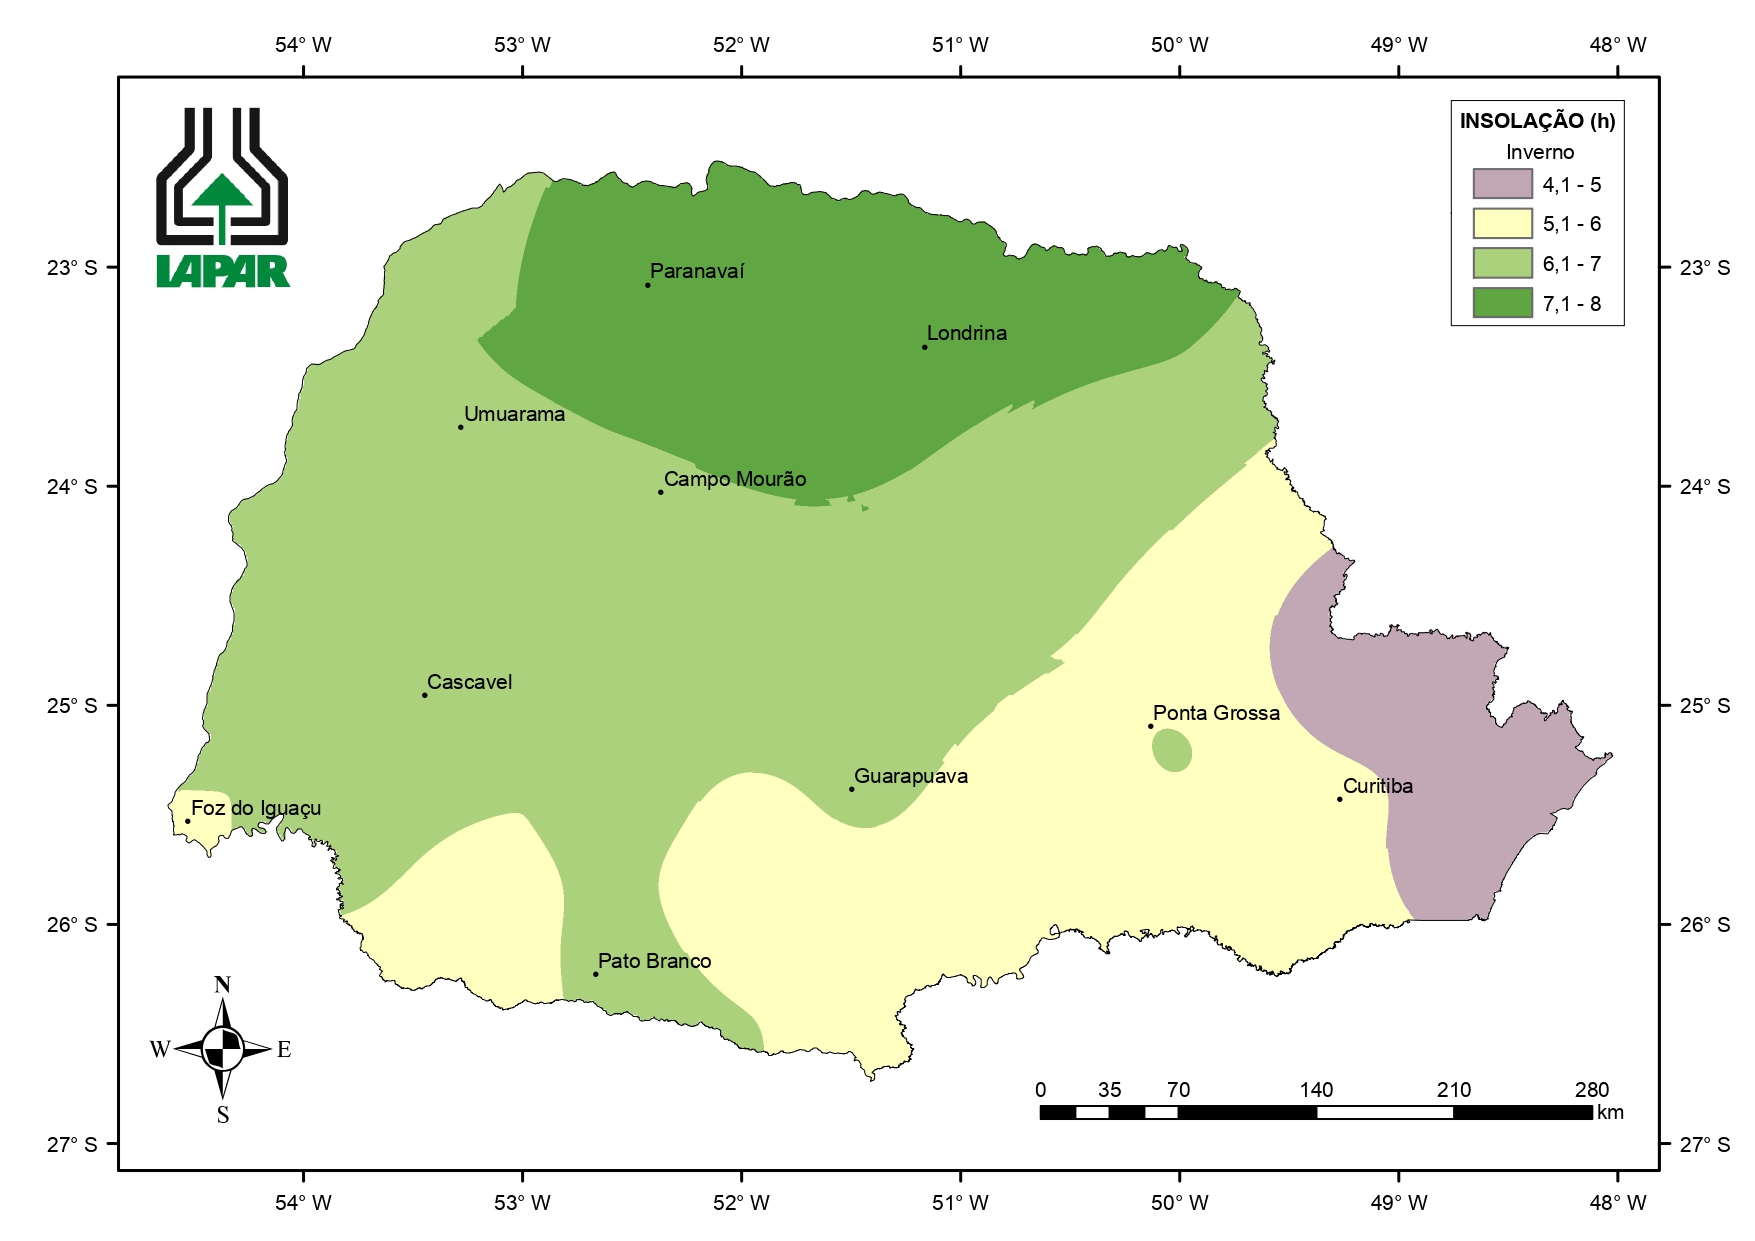 54° W 53° W 52° W 51° W 50° W 49° W 48° W
INSOLAÇÃO (h)
Inverno
4,1 - 5
5,1 - 6
6,1 - 7
7,1 - 8
IAPAR
23° S 23° S
Paranavaí
Londrina
Umuarama
24° S 24° S
Campo Mourão
Cascavel
25° S 25° S
Ponta Grossa
Guarapuava
Curitiba
Foz do Iguaçu
26° S 26° S
Pato Branco
N
W E
S
0 35 70 140 210 280
km
27° S 27° S
54° W 53° W 52° W 51° W 50° W 49° W 48° W